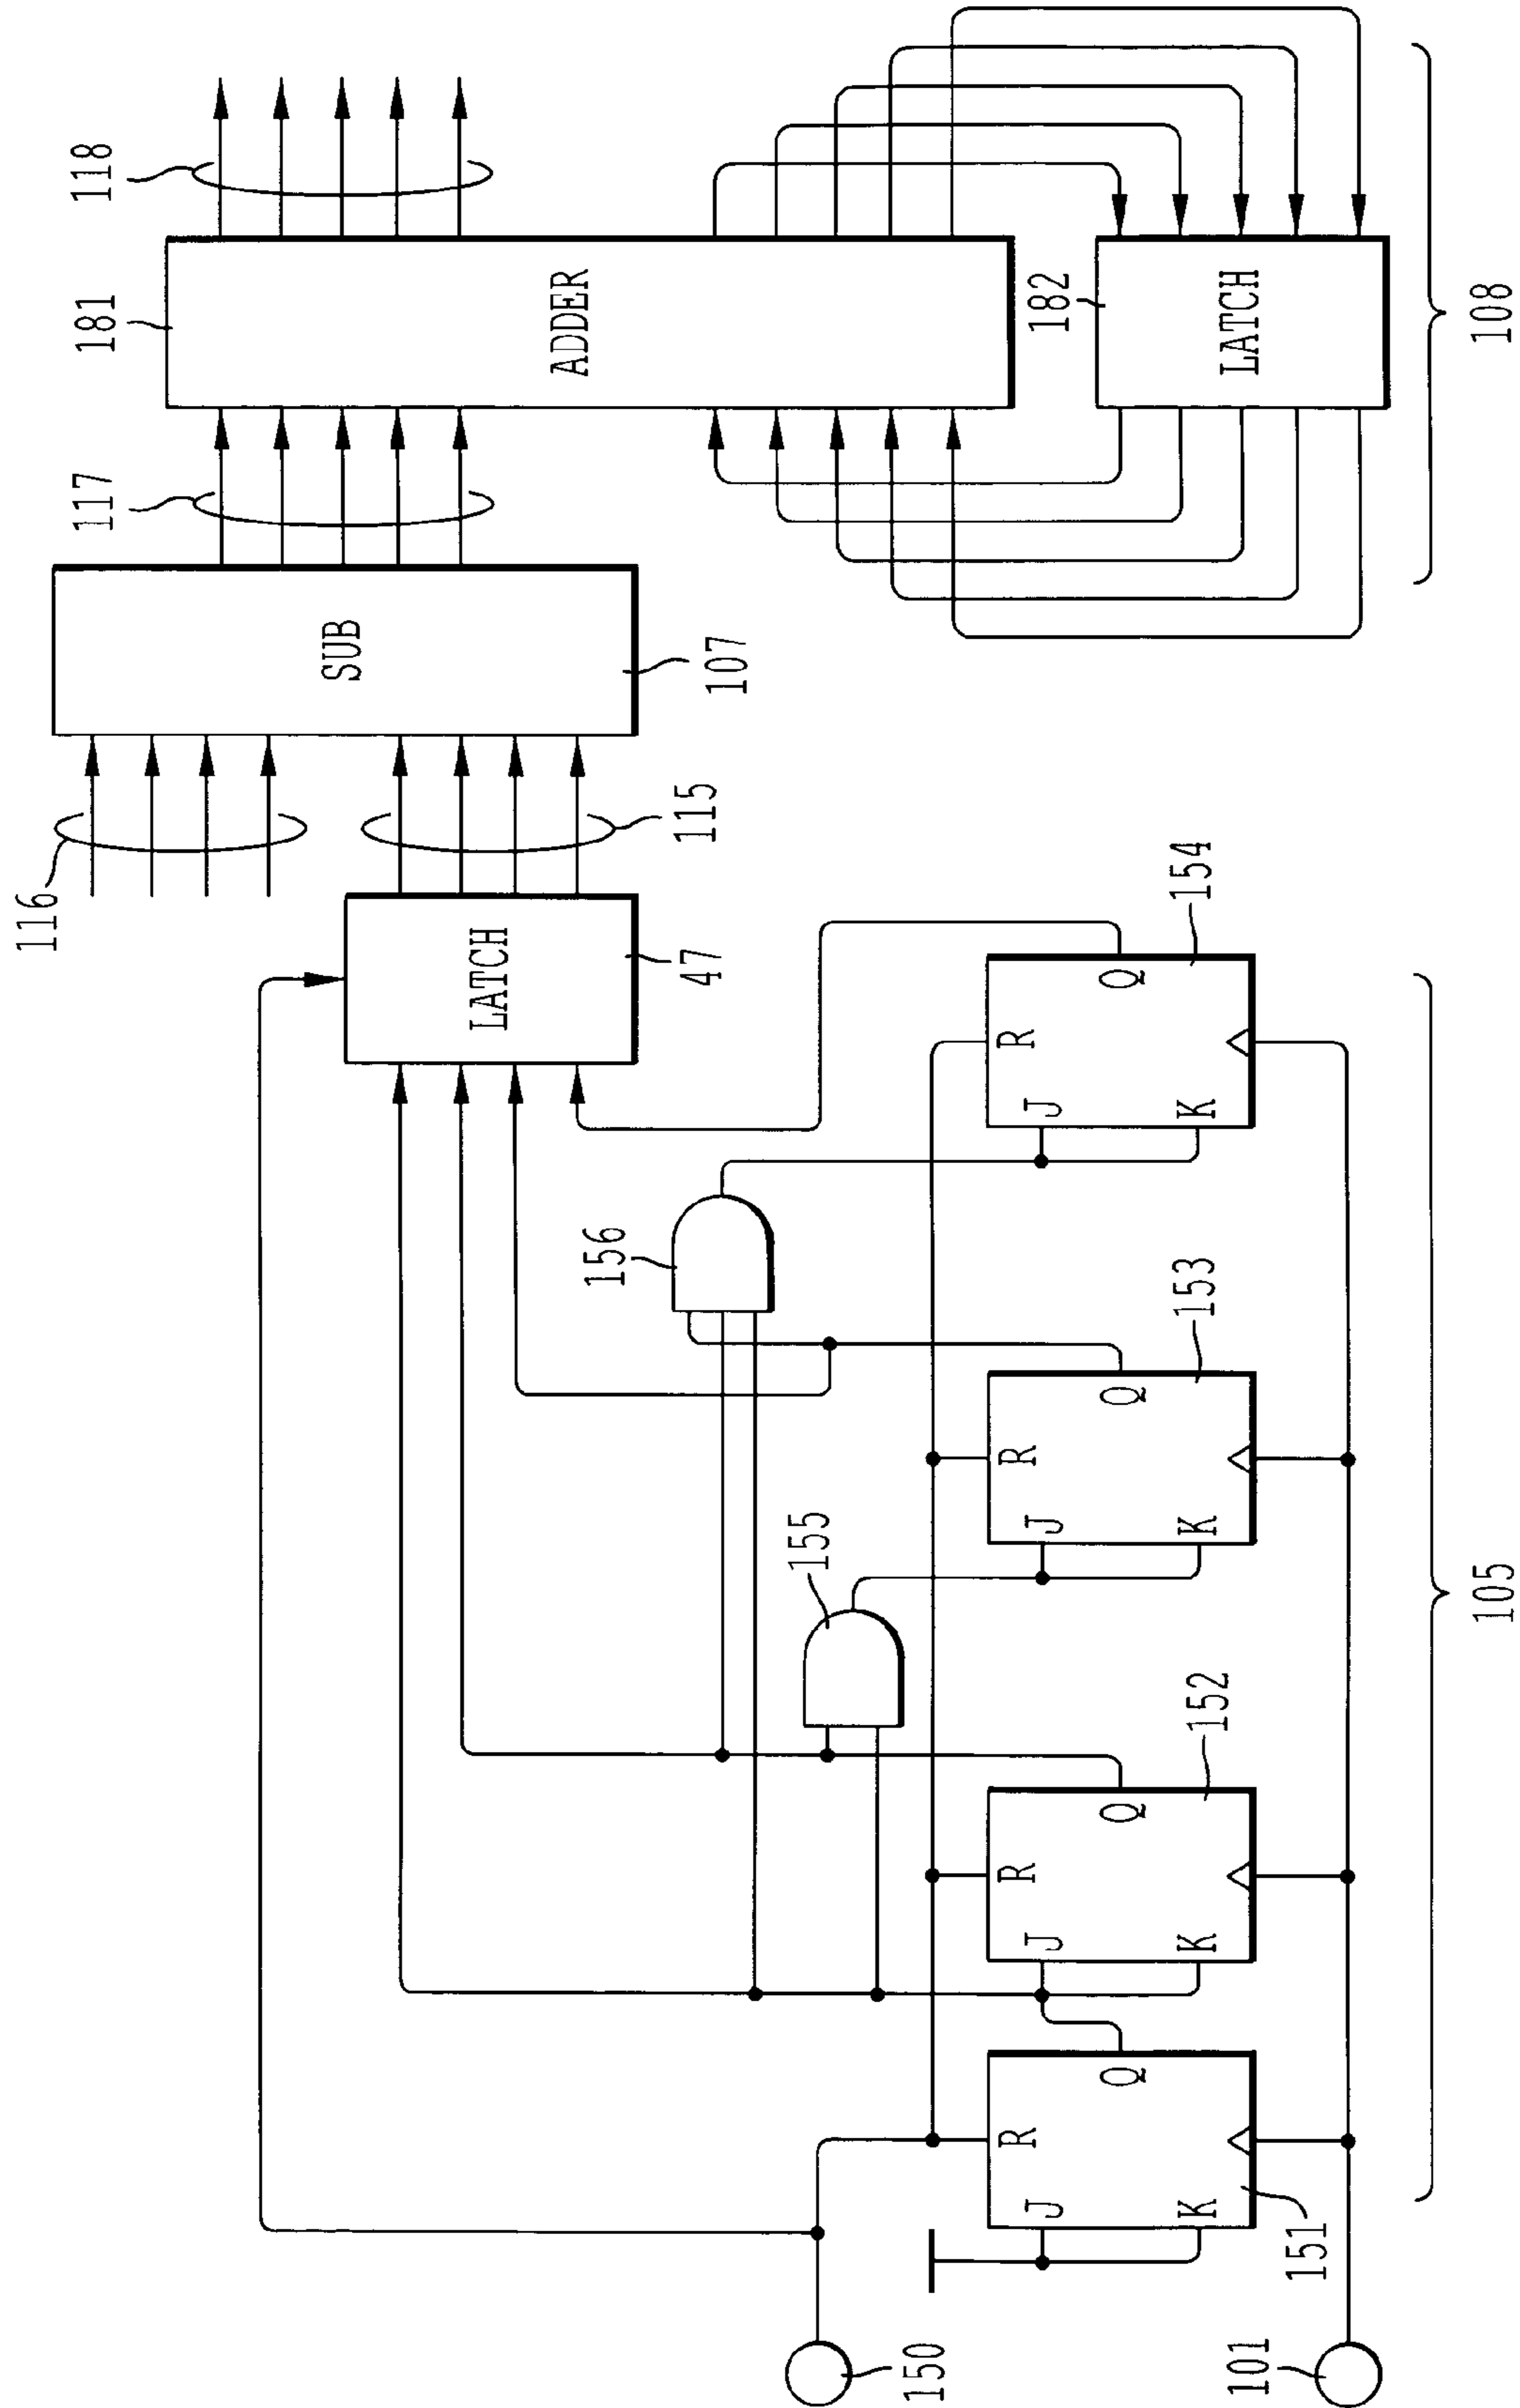 118
181
ADDER
182
LATCH
108
117
SUB
107
116
115
LATCH
47
154
Q
R
J
K
156
153
Q
R
J
K
155
152
Q
R
J
K
105
Q
R
J
K
151
150
101